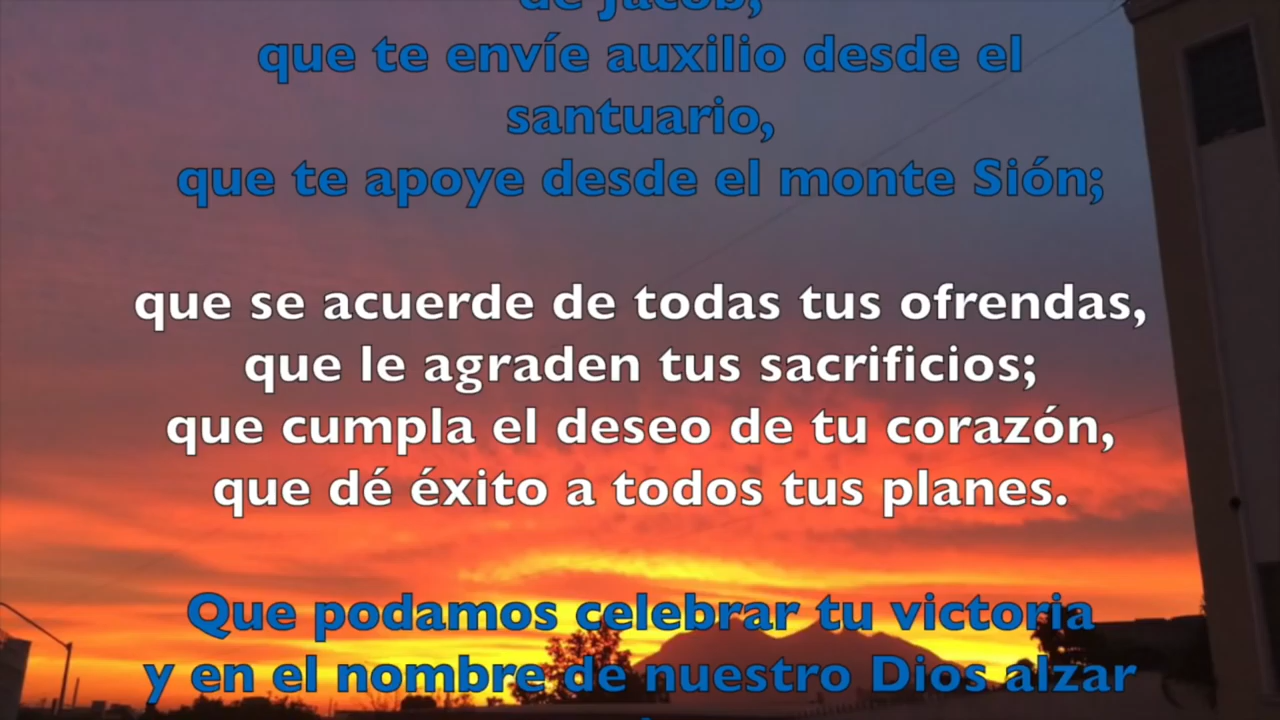 de Jacob,
que te envíe auxilio desde el
santuario,
que te apoye desde el monte Sión;
que se acuerde de todas tus ofrendas,
que le agraden tus sacrificios;
que cumpla el deseo de tu corazón,
que dé éxito a todos tus planes.
Que podamos celebrar tu victoria
y en el nombre de nuestro Dios alzar